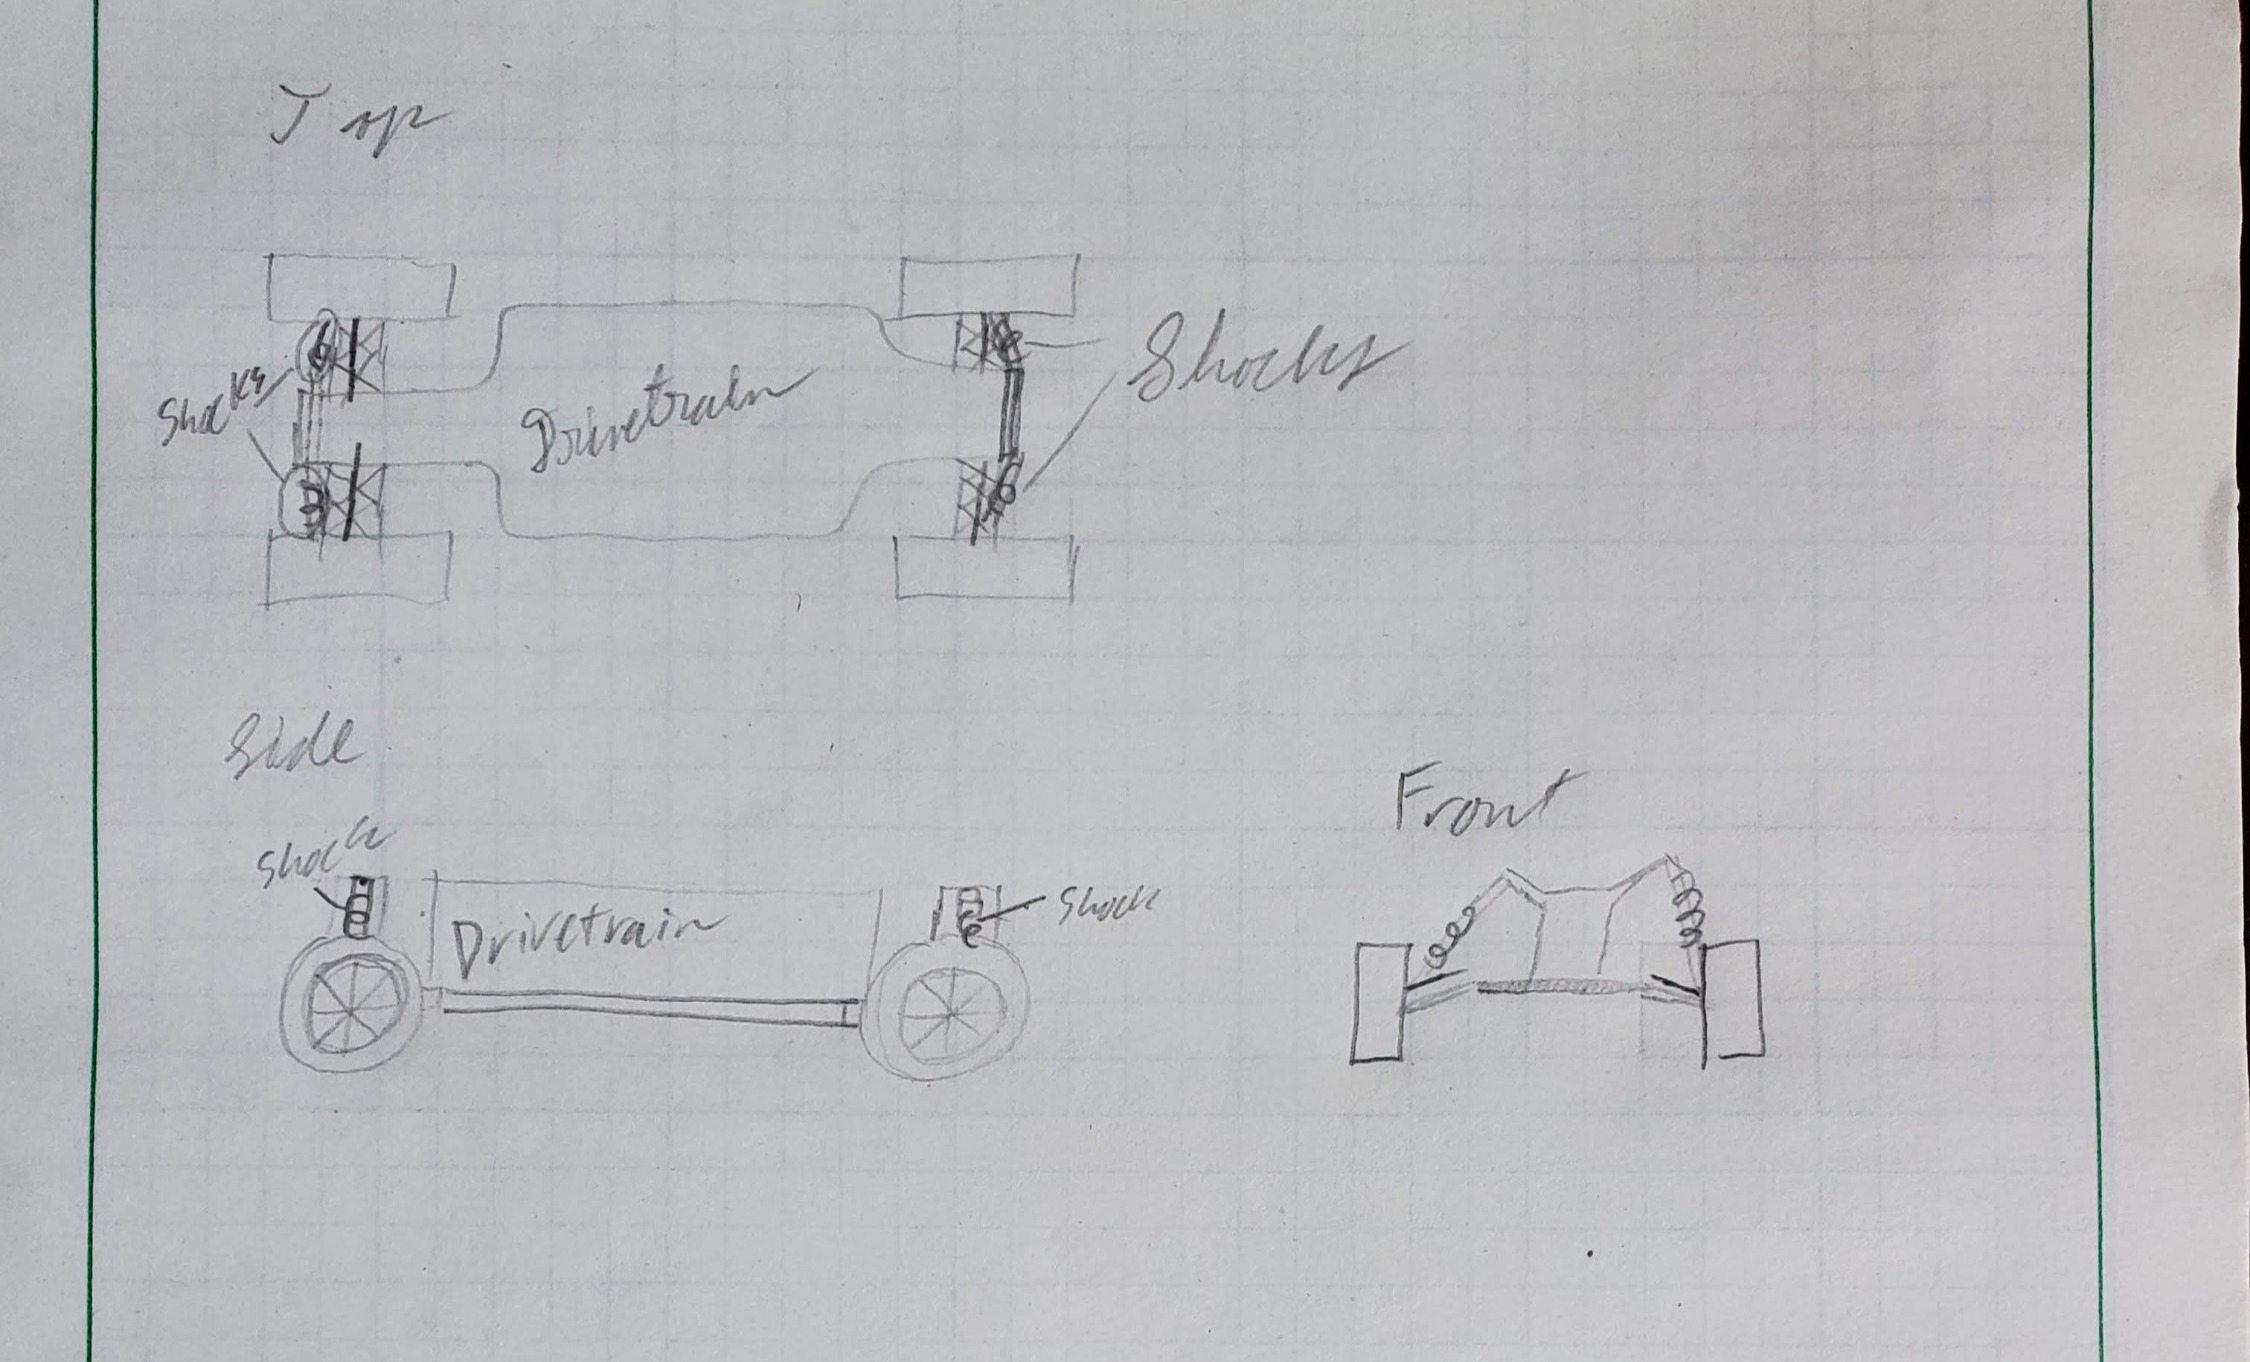 Top
Shocks
Drivetrain
Shocks
Side
Shock
Drivetrain
Shock
Front